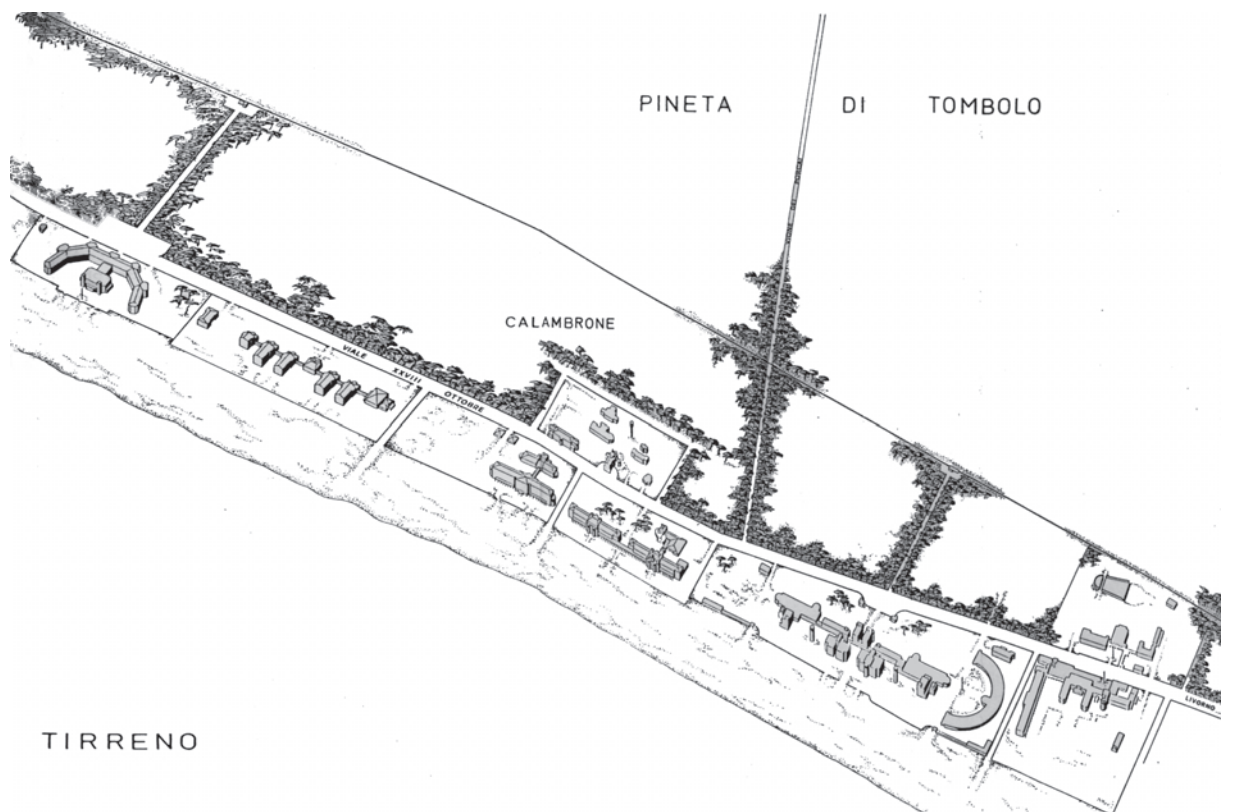 PINETA DI TOMBOLO
CALAMBRONE
VIALE XXVIII OTTOBRE
LIVORNO
TIRRENO